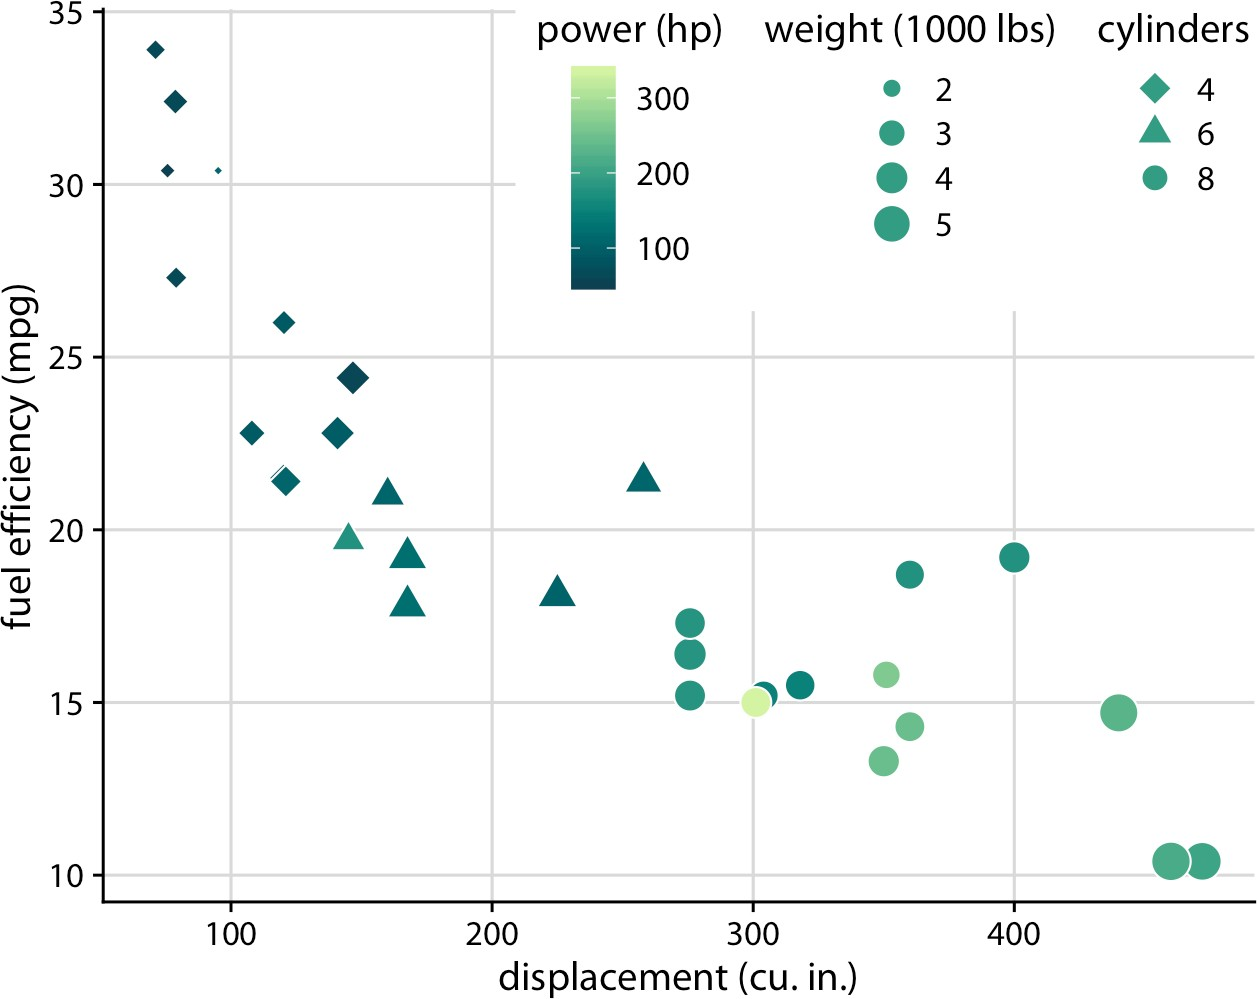 power (hp)
300
200
100
weight (1000 lbs)
2
3
4
5
cylinders
4
6
8
fuel efficiency (mpg)
35
30
25
20
15
10
100 200 300 400
displacement (cu. in.)